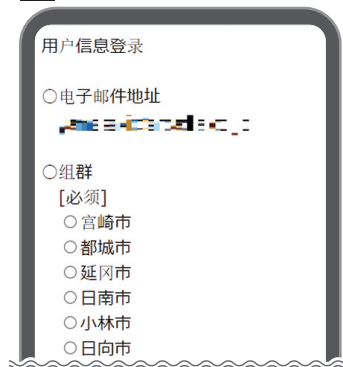 用户信息登录
○电子邮件地址
○组群
[必须]
○宫崎市
○都城市
○延冈市
○日南市
○小林市
○日向市